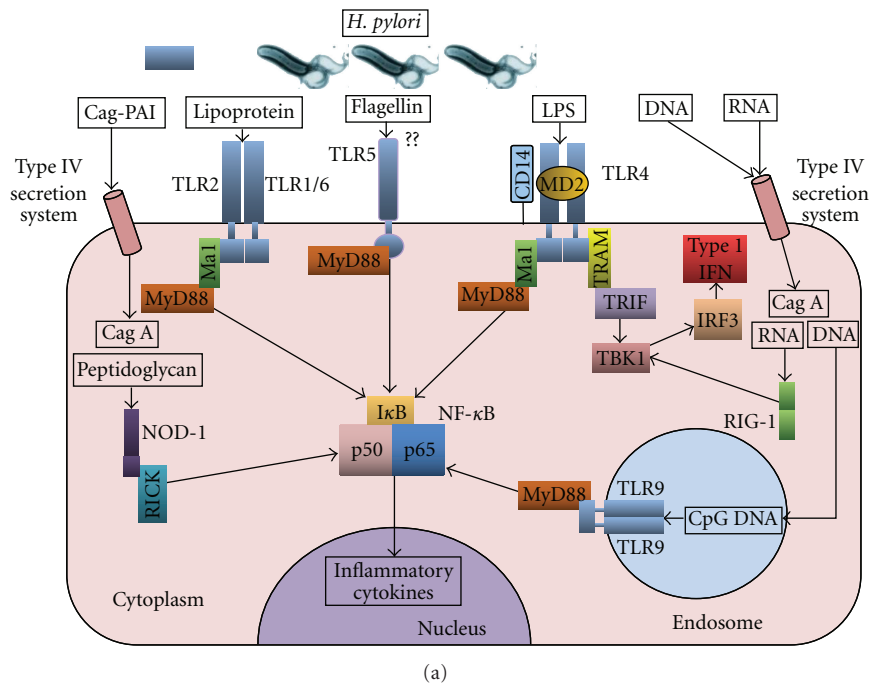 H. pylori
Cag-PAI
Lipoprotein
Flagellin
LPS
DNA
RNA
Type IV
secretion
system
TLR2
TLR1/6
TLR5
??
CD14
MD2
TLR4
Type IV
secretion
system
Ma1
MyD88
MyD88
Ma1
MyD88
TRAM
TRIF
TBK1
Type 1
IFN
IRF3
Cag A
RNA
DNA
RIG-1
Cag A
Peptidoglycan
NOD-1
RICK
IκB
NF-κB
p50
p65
MyD88
TLR9
CpG DNA
TLR9
Inflammatory
cytokines
Cytoplasm
Nucleus
Endosome
(a)